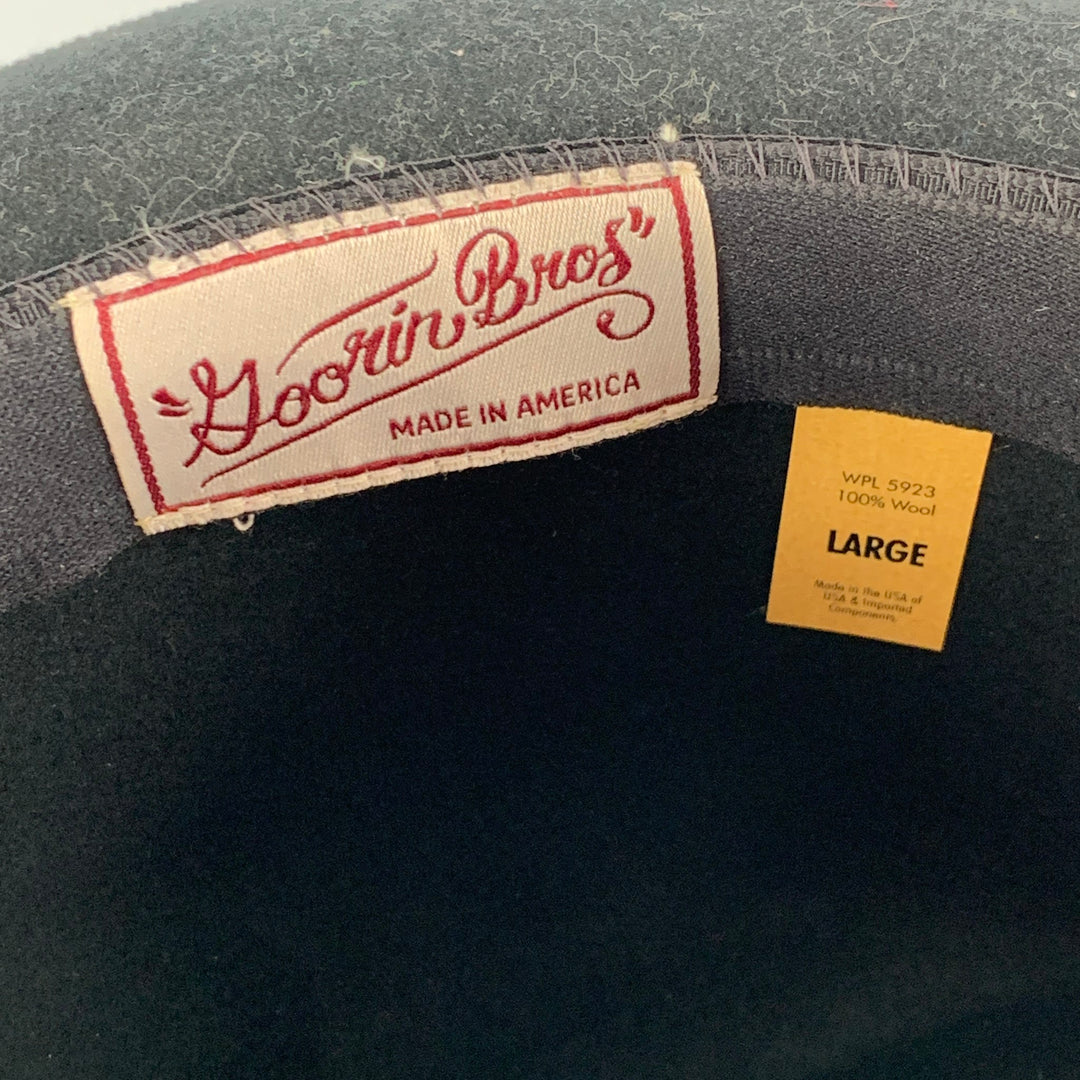 "Goorin Bros"
MADE IN AMERICA
WPL 5923
100% Wool
LARGE
Made in the USA of
USA & Imported
Components.